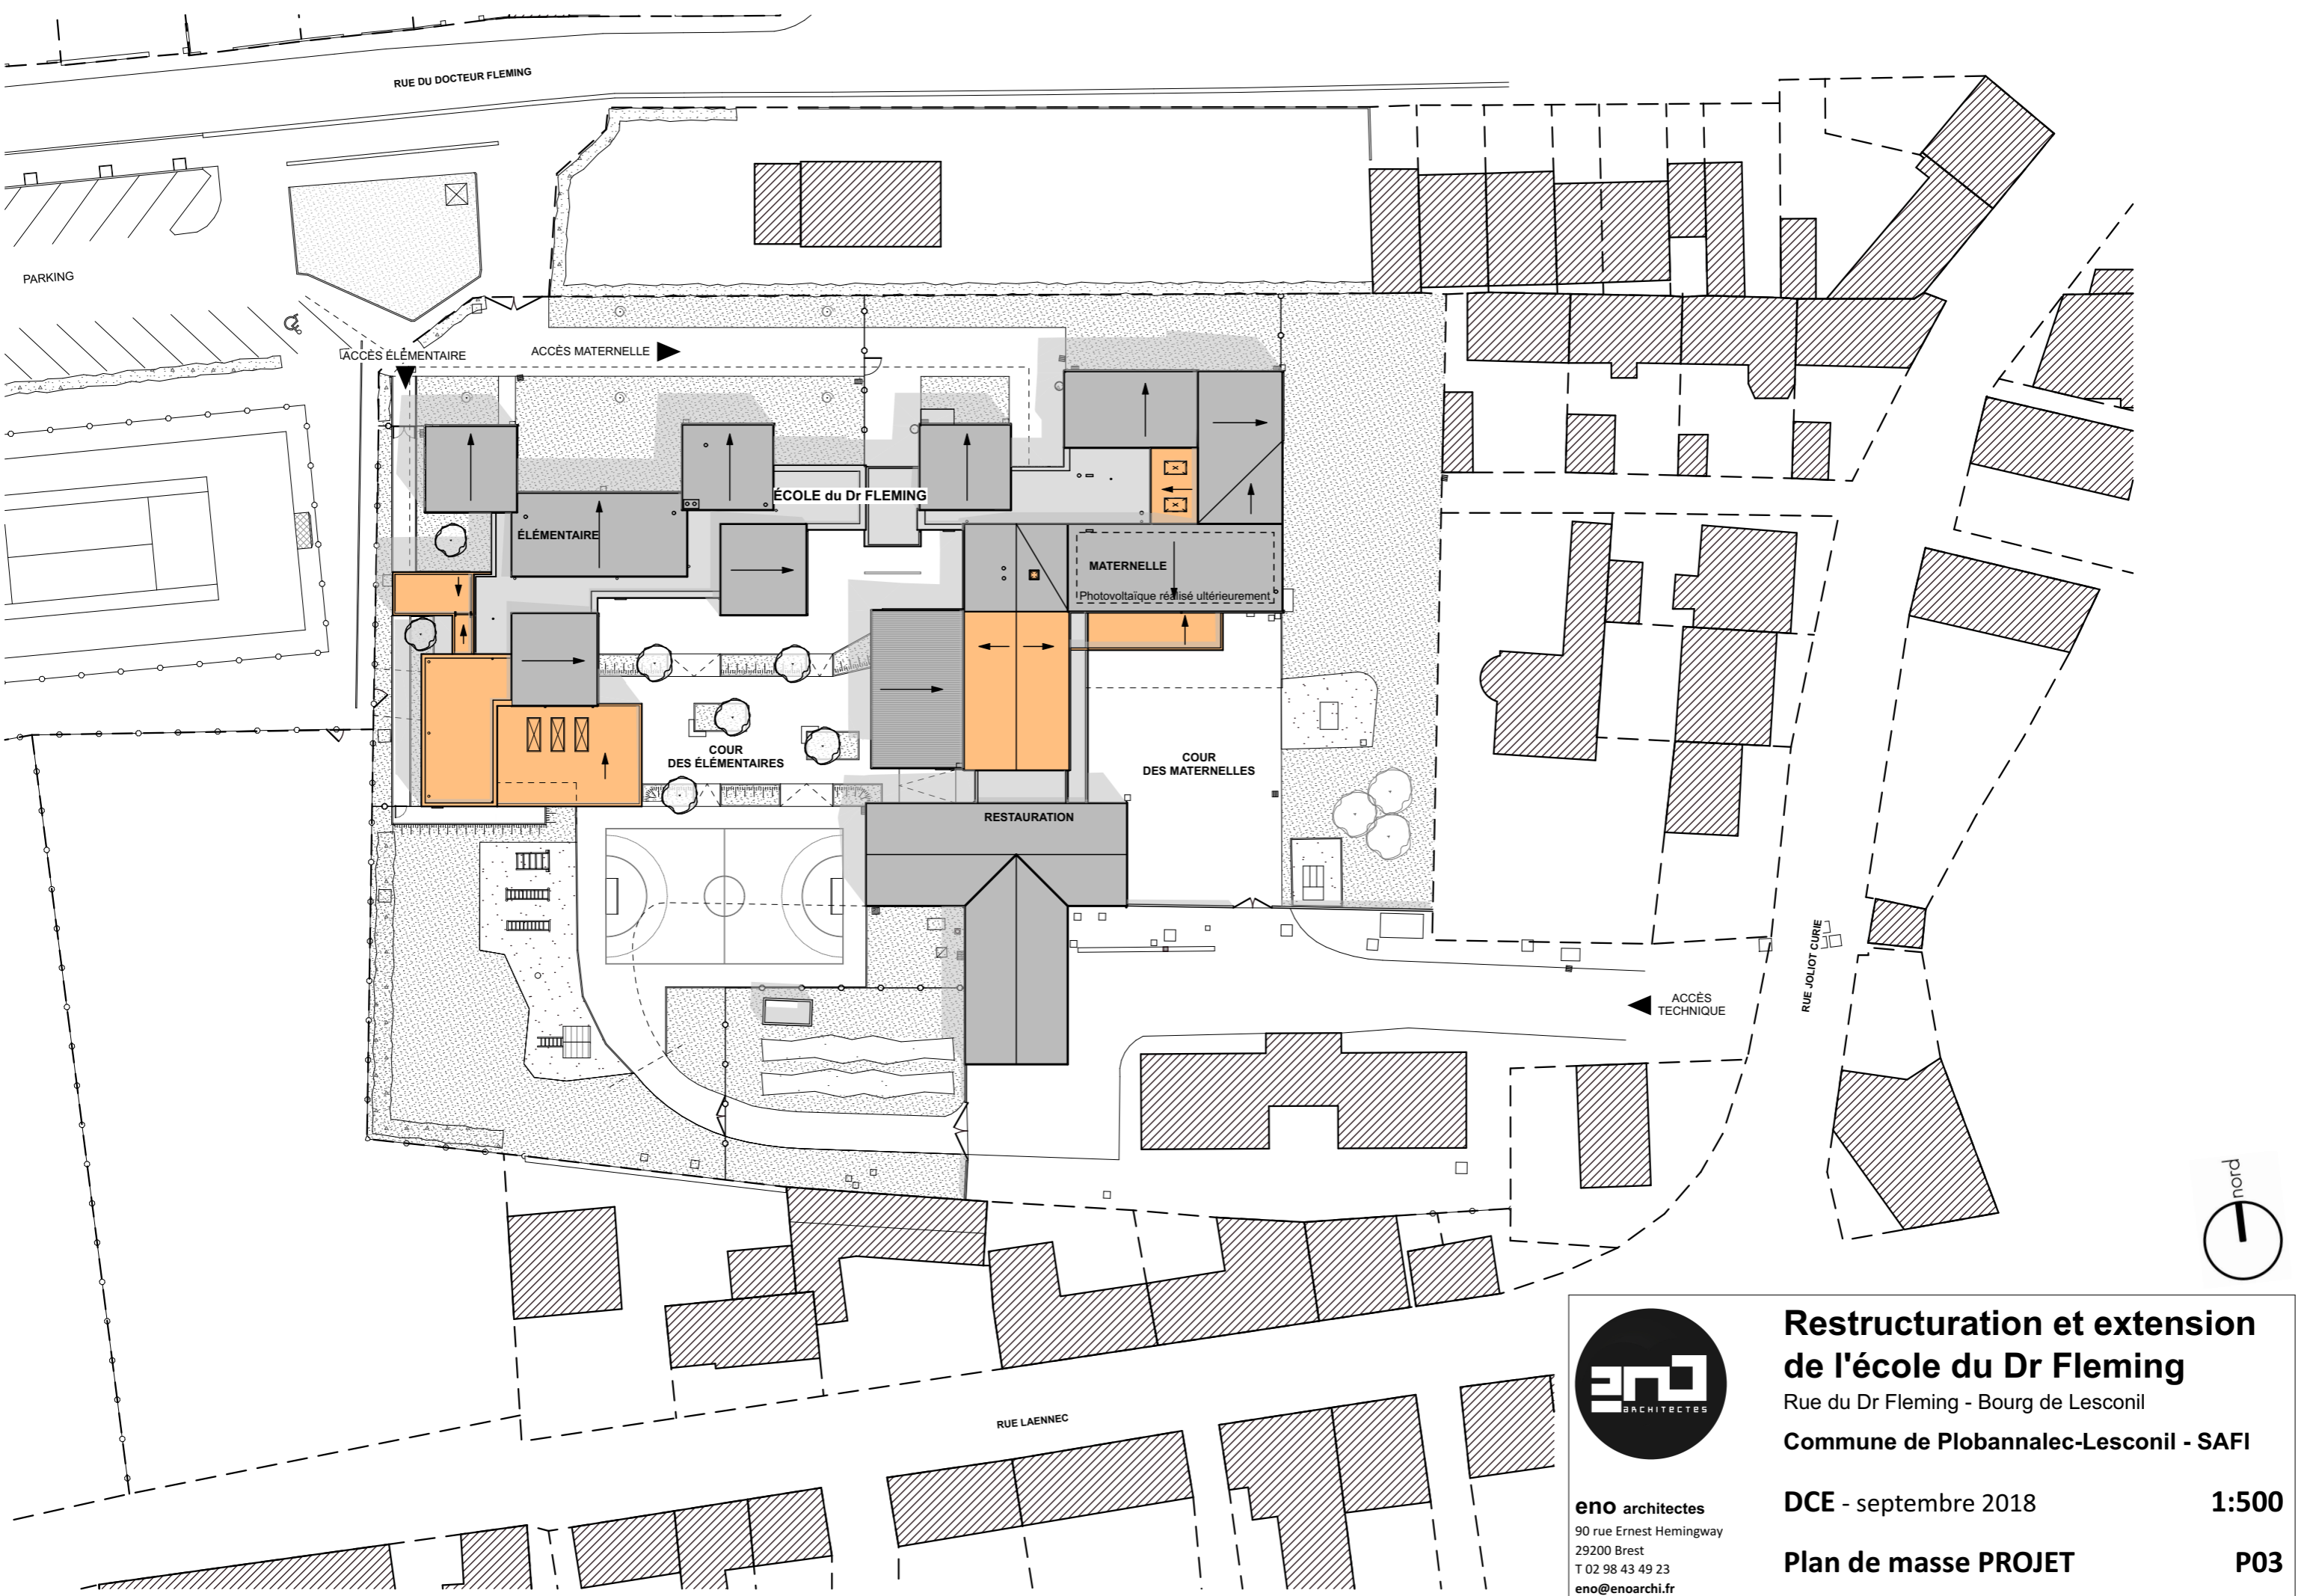 RUE DU DOCTEUR FLEMING
PARKING
ACCÈS ÉLÉMENTAIRE
ACCÈS MATERNELLE
ÉCOLE du Dr FLEMING
ÉLÉMENTAIRE
MATERNELLE
Photovoltaïque réalisé ultérieurement
COUR
DES ÉLÉMENTAIRES
COUR
DES MATERNELLES
RESTAURATION
RUE JOLIOT CURIE
ACCÈS
TECHNIQUE
RUE LAENNEC
nord
eno
ARCHITECTES
Restructuration et extension
de l'école du Dr Fleming
Rue du Dr Fleming - Bourg de Lesconil
Commune de Plobannalec-Lesconil - SAFI
eno architectes
90 rue Ernest Hemingway
29200 Brest
T 02 98 43 49 23
eno@enoarchi.fr
DCE - septembre 2018 1:500
Plan de masse PROJET P03